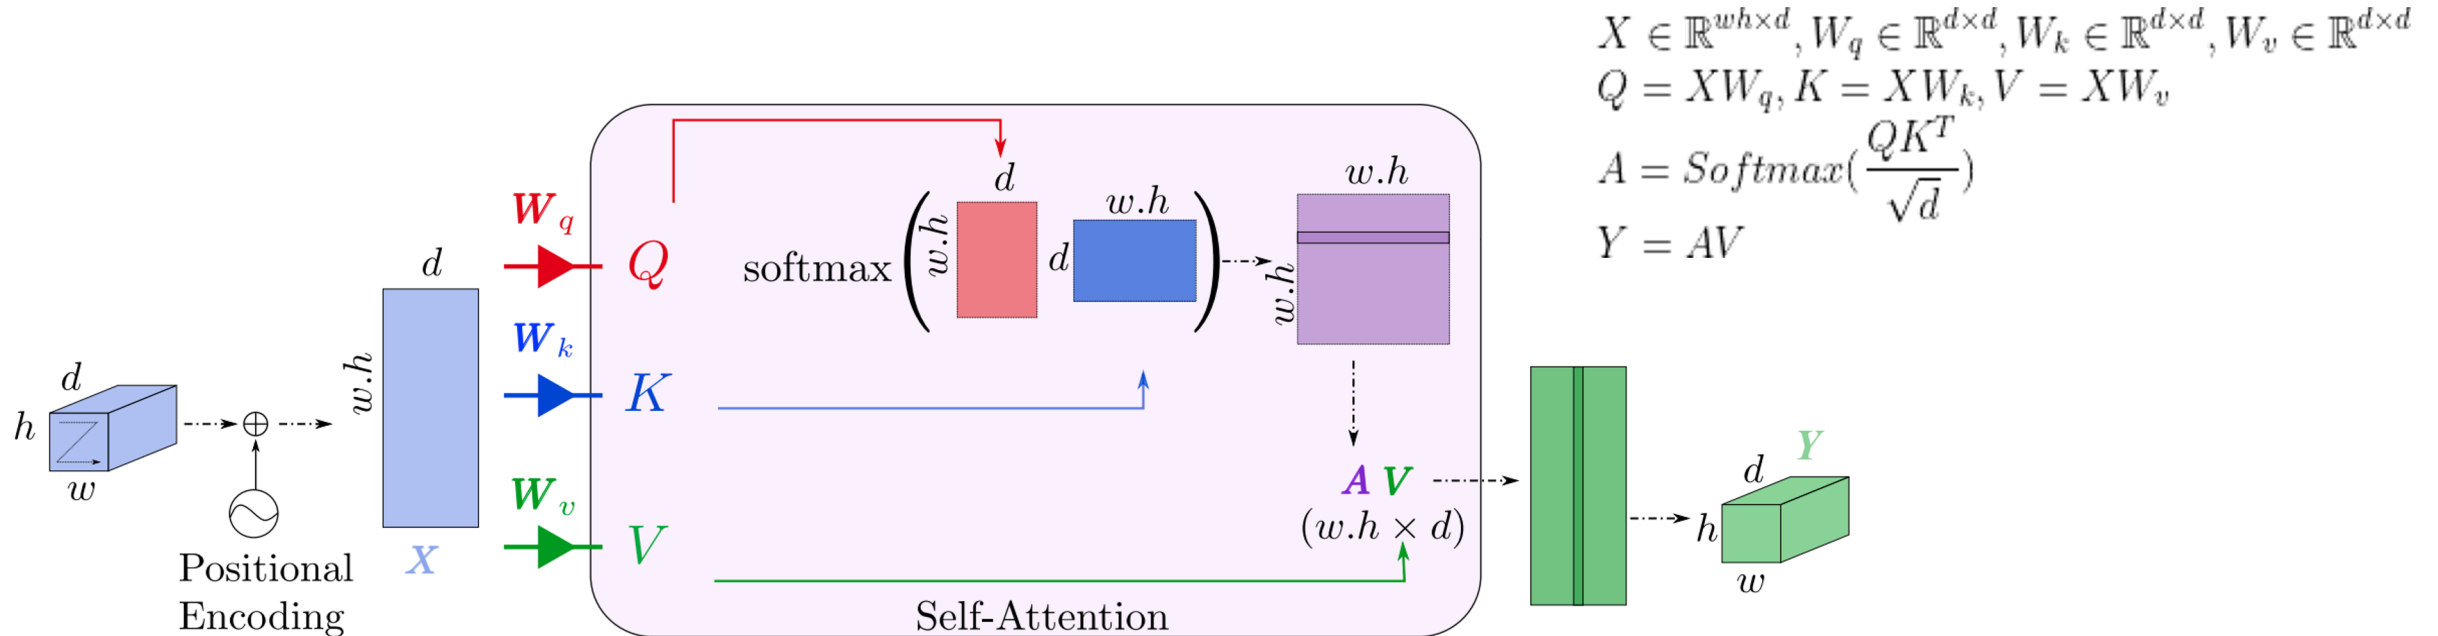 X ∈ ℝ^{wh×d}, W_q ∈ ℝ^{d×d}, W_k ∈ ℝ^{d×d}, W_v ∈ ℝ^{d×d}
Q = XW_q, K = XW_k, V = XW_v
A = Softmax(QK^T / √d)
Y = AV
d
h
w
Positional
Encoding
d
w.h
X
W_q
W_k
W_v
Q
K
V
softmax (
d
w.h
w.h
d
)
w.h
w.h
A V
(w.h × d)
Self-Attention
Y
d
h
w